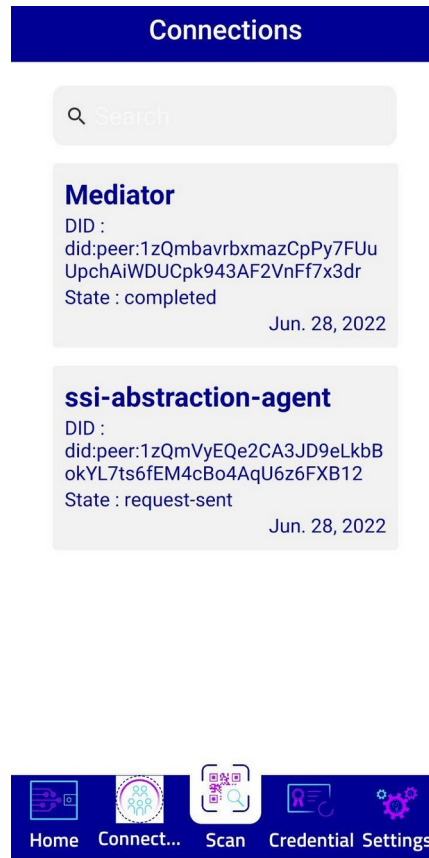 Connections
Search
Mediator
DID :
did:peer:1zQmbavrbxmazCpPy7FUu
UpchAiWDUCpk943AF2VnFf7x3dr
State : completed
Jun. 28, 2022
ssi-abstraction-agent
DID :
did:peer:1zQmVyEQe2CA3JD9eLkbB
okYL7ts6fEM4cBo4AqU6z6FXB12
State : request-sent
Jun. 28, 2022
Home Connect... Scan Credential Settings